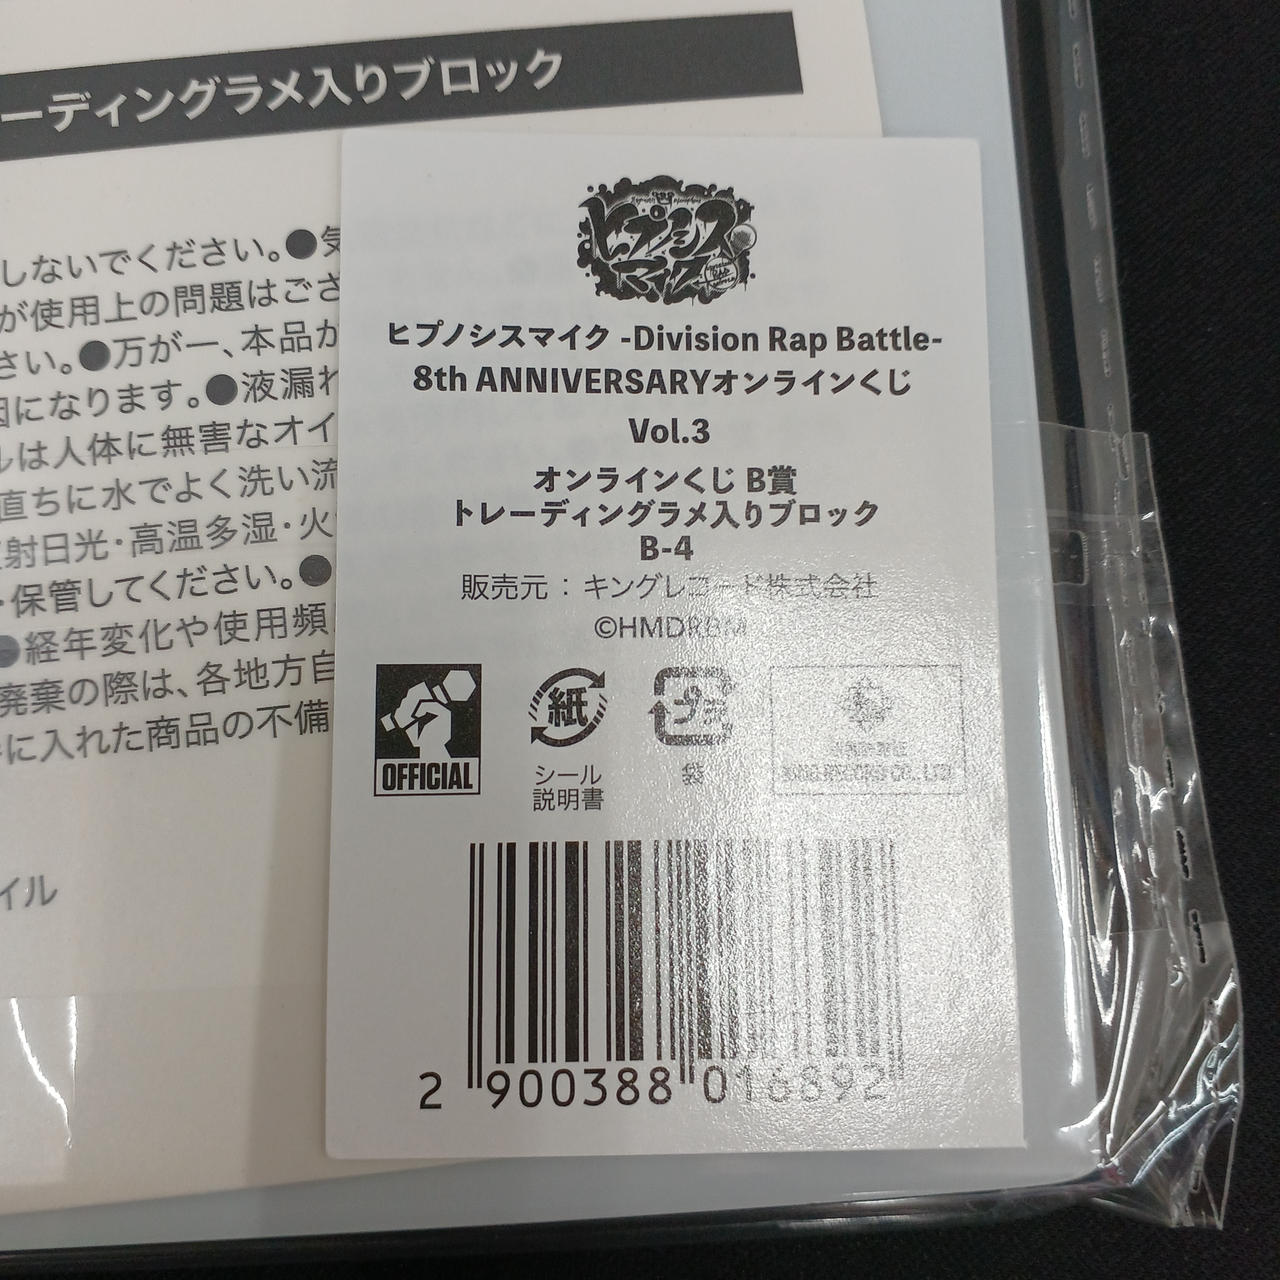 ーディングラメ入りブロック
しないでください。●気
が使用上の問題はござ
さい。●万が一、本品が
因になります。●液漏れ
ルは人体に無害なオイ
直ちに水でよく洗い流
射日光・高温多湿・火
・保管してください。●
●経年変化や使用頻
廃棄の際は、各地方自
に入れた商品の不備
イル
ヒプノシスマイク
ヒプノシスマイク -Division Rap Battle-
8th ANNIVERSARYオンラインくじ
Vol.3
オンラインくじ B賞
トレーディングラメ入りブロック
B-4
販売元：キングレコード株式会社
©HMDRBM
OFFICIAL
紙
シール
説明書
プラ
袋
KING RECORD CO., LTD.
2 900388 016892